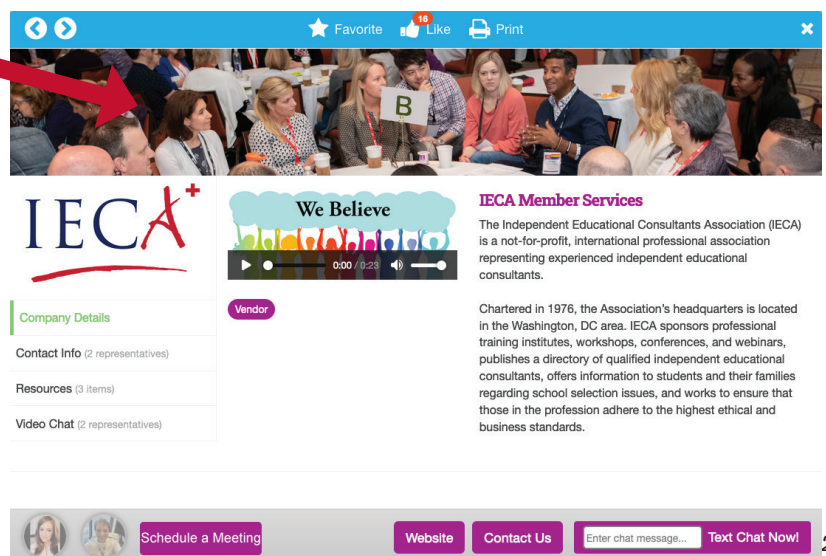 16
Favorite
Like
Print
B
IECA+
We Believe
0:00 / 0:23
Vendor
Company Details
Contact Info (2 representatives)
Resources (3 items)
Video Chat (2 representatives)
IECA Member Services
The Independent Educational Consultants Association (IECA)
is a not-for-profit, international professional association
representing experienced independent educational
consultants.
Chartered in 1976, the Association's headquarters is located
in the Washington, DC area. IECA sponsors professional
training institutes, workshops, conferences, and webinars,
publishes a directory of qualified independent educational
consultants, offers information to students and their families
regarding school selection issues, and works to ensure that
those in the profession adhere to the highest ethical and
business standards.
Schedule a Meeting
Website
Contact Us
Enter chat message...
Text Chat Now!